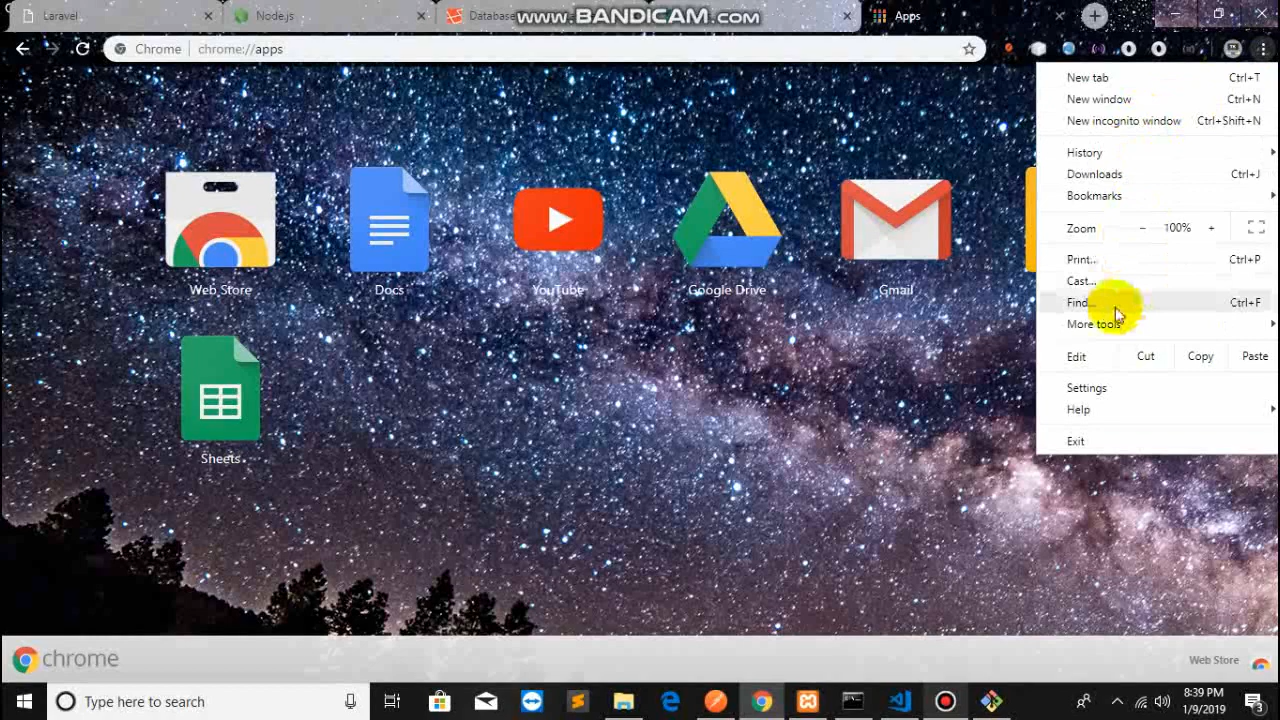 Laravel
Node.js
Database
www.BANDICAM.com
Apps
Chrome
chrome://apps
New tab Ctrl+T
New window Ctrl+N
New incognito window Ctrl+Shift+N
History
Downloads Ctrl+J
Bookmarks
Zoom − 100% +
Print... Ctrl+P
Cast...
Find... Ctrl+F
More tools
Edit Cut Copy Paste
Settings
Help
Exit
Web Store
Docs
YouTube
Google Drive
Gmail
Sheets
chrome
Web Store
Type here to search
8:39 PM
1/9/2019
3